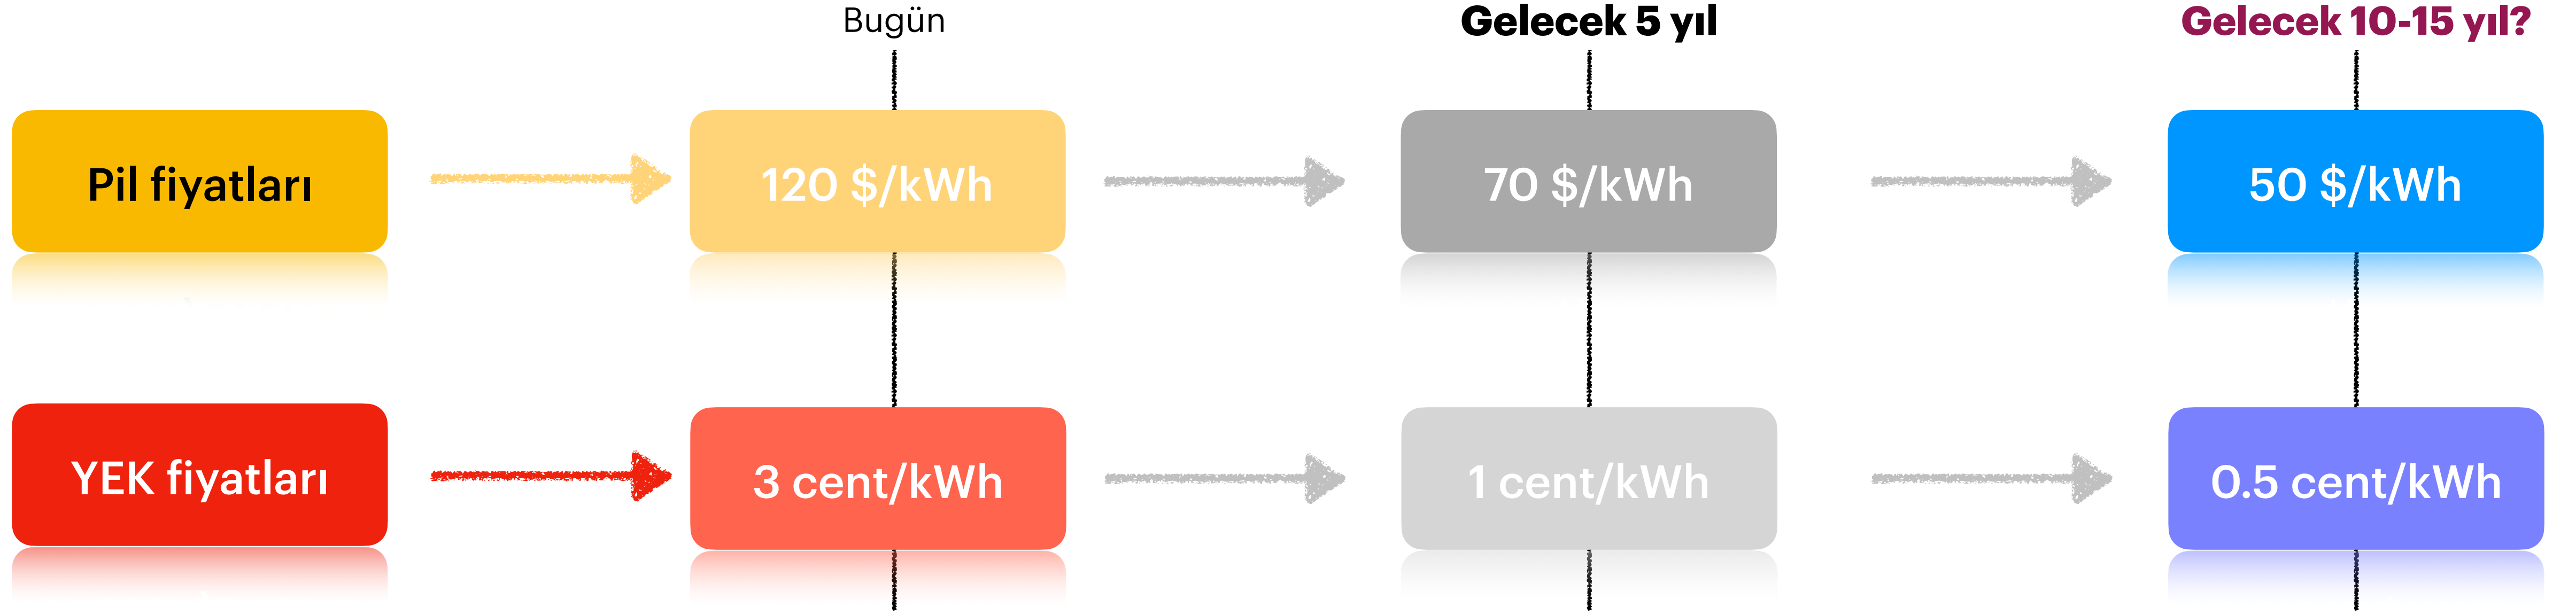 Bugün
Gelecek 5 yıl
Gelecek 10-15 yıl?
Pil fiyatları
120 $/kWh
70 $/kWh
50 $/kWh
YEK fiyatları
3 cent/kWh
1 cent/kWh
0.5 cent/kWh